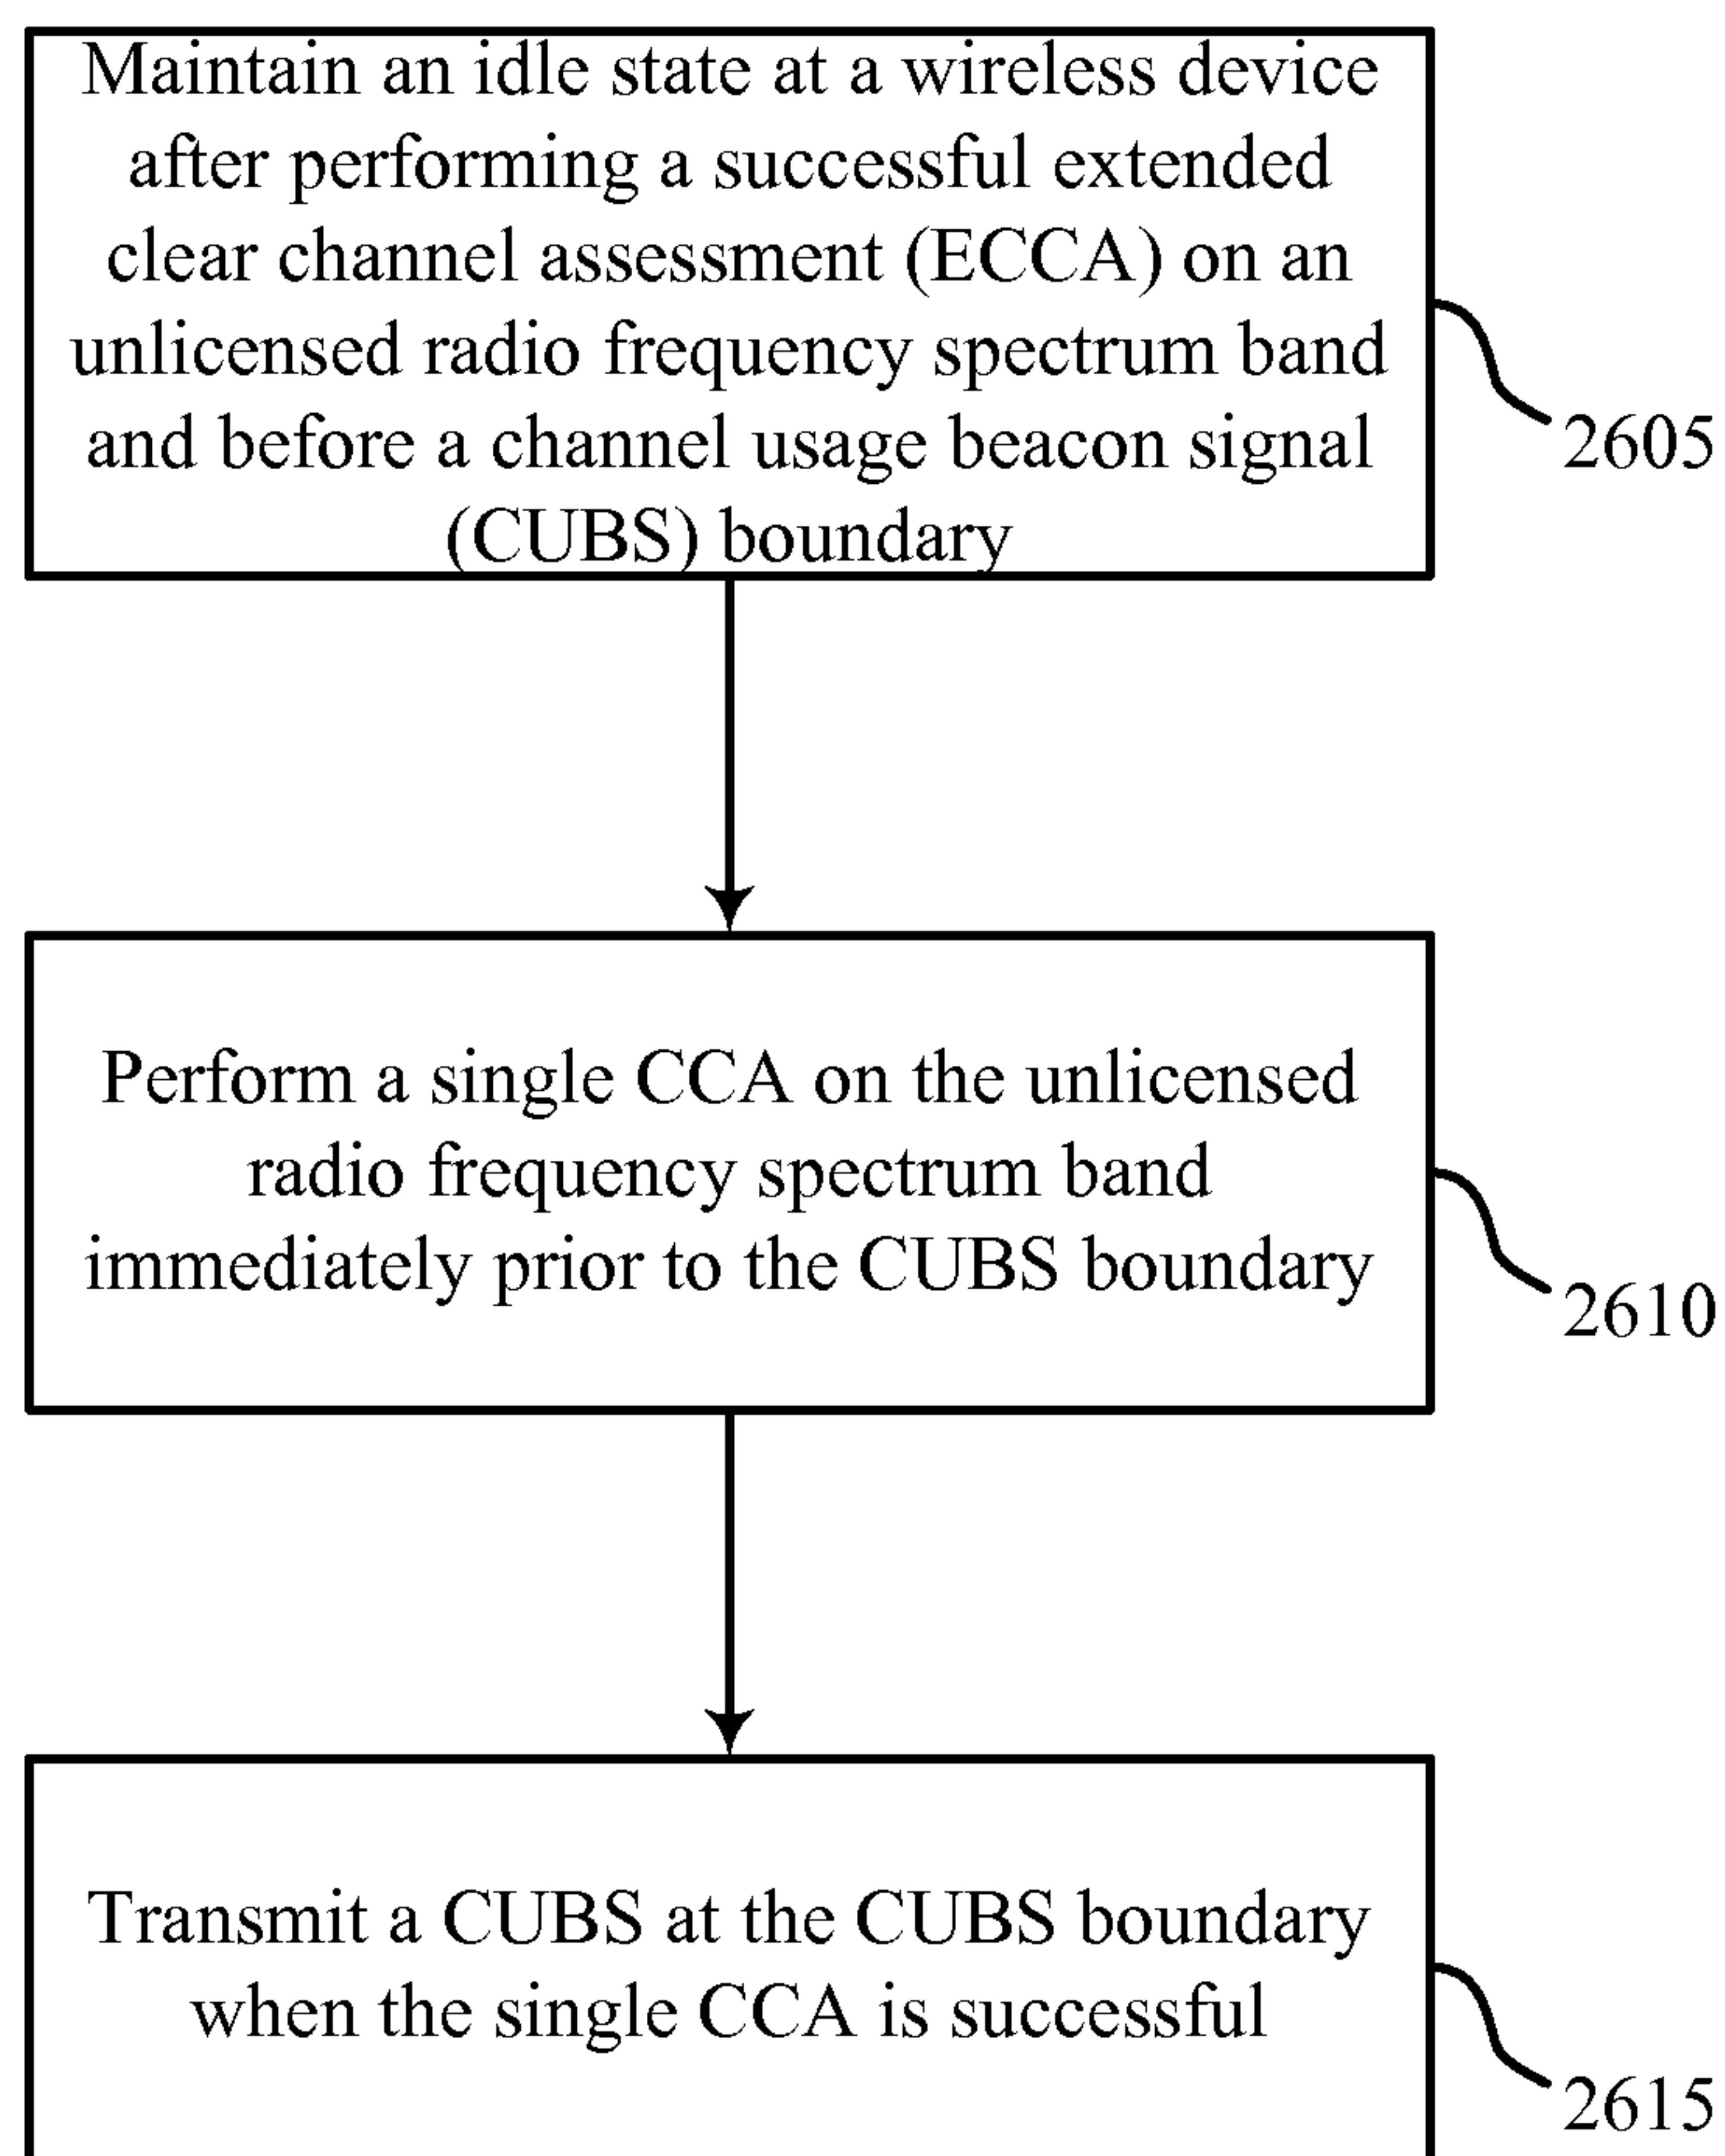 Maintain an idle state at a wireless device
after performing a successful extended
clear channel assessment (ECCA) on an
unlicensed radio frequency spectrum band
and before a channel usage beacon signal
(CUBS) boundary
2605
Perform a single CCA on the unlicensed
radio frequency spectrum band
immediately prior to the CUBS boundary
2610
Transmit a CUBS at the CUBS boundary
when the single CCA is successful
2615